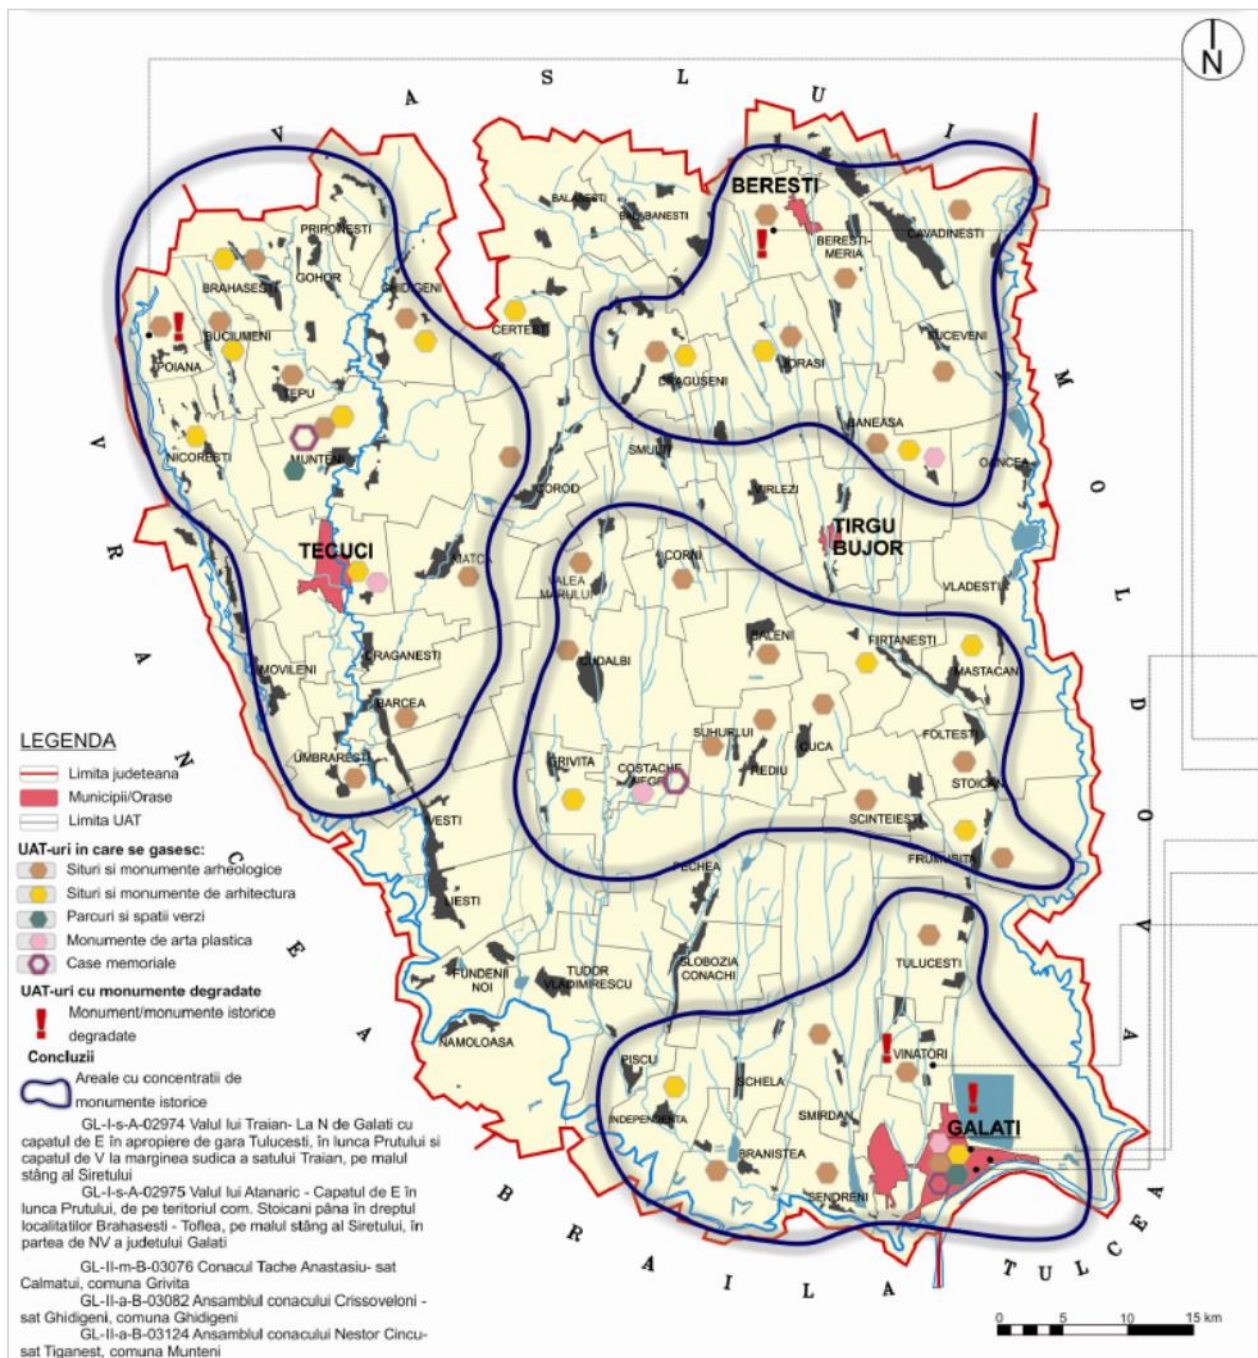 N
V A S L U I
BERESTI
BALASESTI
BALABANESTI
PRIPONESTI
BERESTI-
MERIA
CAVADINESTI
GOHOR
BRAHASESTI
GHIDIGENI
CERTESTI
BUCIUMENI
SUCEVENI
POIANA
JORASI
DRAGUSENI
TEPU
BANEASA
NICORESTI
MUNTENI
SMULTI
OANCEA
COROD
VIRLEZI
TIRGU
BUJOR
TECUCI
MATCA
CORNI
VALEA
MARULUI
VLADESTI
BALENI
FIRTANESTI
MASTACAN
DRAGANESTI
CUDALBI
MOVILENI
BARCEA
SUHURLUI
CUCA
FOLTESTI
UMBRARESTI
GRIVITA
COSTACHE
NEGRI
REDIU
STOICANI
SCINTEIESTI
IVESTI
FRUMUSITA
PECHEA
LIESTI
TULUCESTI
SLOBOZIA
CONACHI
FUNDENII
NOI
TUDOR
VLADIMIRESCU
NAMOLOASA
VINATORI
PISCU
SCHELA
INDEPENDENTA
SMIRDAN
GALATI
BRANISTEA
SENDRENI
V R A N C E A
M O L D O V A
B R A I L A
T U L C E A
LEGENDA
Limita judeteana
Municipii/Orase
Limita UAT
UAT-uri in care se gasesc:
Situri si monumente arheologice
Situri si monumente de arhitectura
Parcuri si spatii verzi
Monumente de arta plastica
Case memoriale
UAT-uri cu monumente degradate
Monument/monumente istorice
degradate
Concluzii
Areale cu concentratii de
monumente istorice
GL-I-s-A-02974 Valul lui Traian- La N de Galati cu
capatul de E în apropiere de gara Tulucesti, în lunca Prutului si
capatul de V la marginea sudica a satului Traian, pe malul
stâng al Siretului
GL-I-s-A-02975 Valul lui Atanaric - Capatul de E în
lunca Prutului, de pe teritoriul com. Stoicani pâna în dreptul
localitatilor Brahasesti - Toflea, pe malul stâng al Siretului, în
partea de NV a judetului Galati
GL-II-m-B-03076 Conacul Tache Anastasiu- sat
Calmatui, comuna Grivita
GL-II-a-B-03082 Ansamblul conacului Crissoveloni -
sat Ghidigeni, comuna Ghidigeni
GL-II-a-B-03124 Ansamblul conacului Nestor Cincu-
sat Tiganest, comuna Munteni
0 5 10 15 km